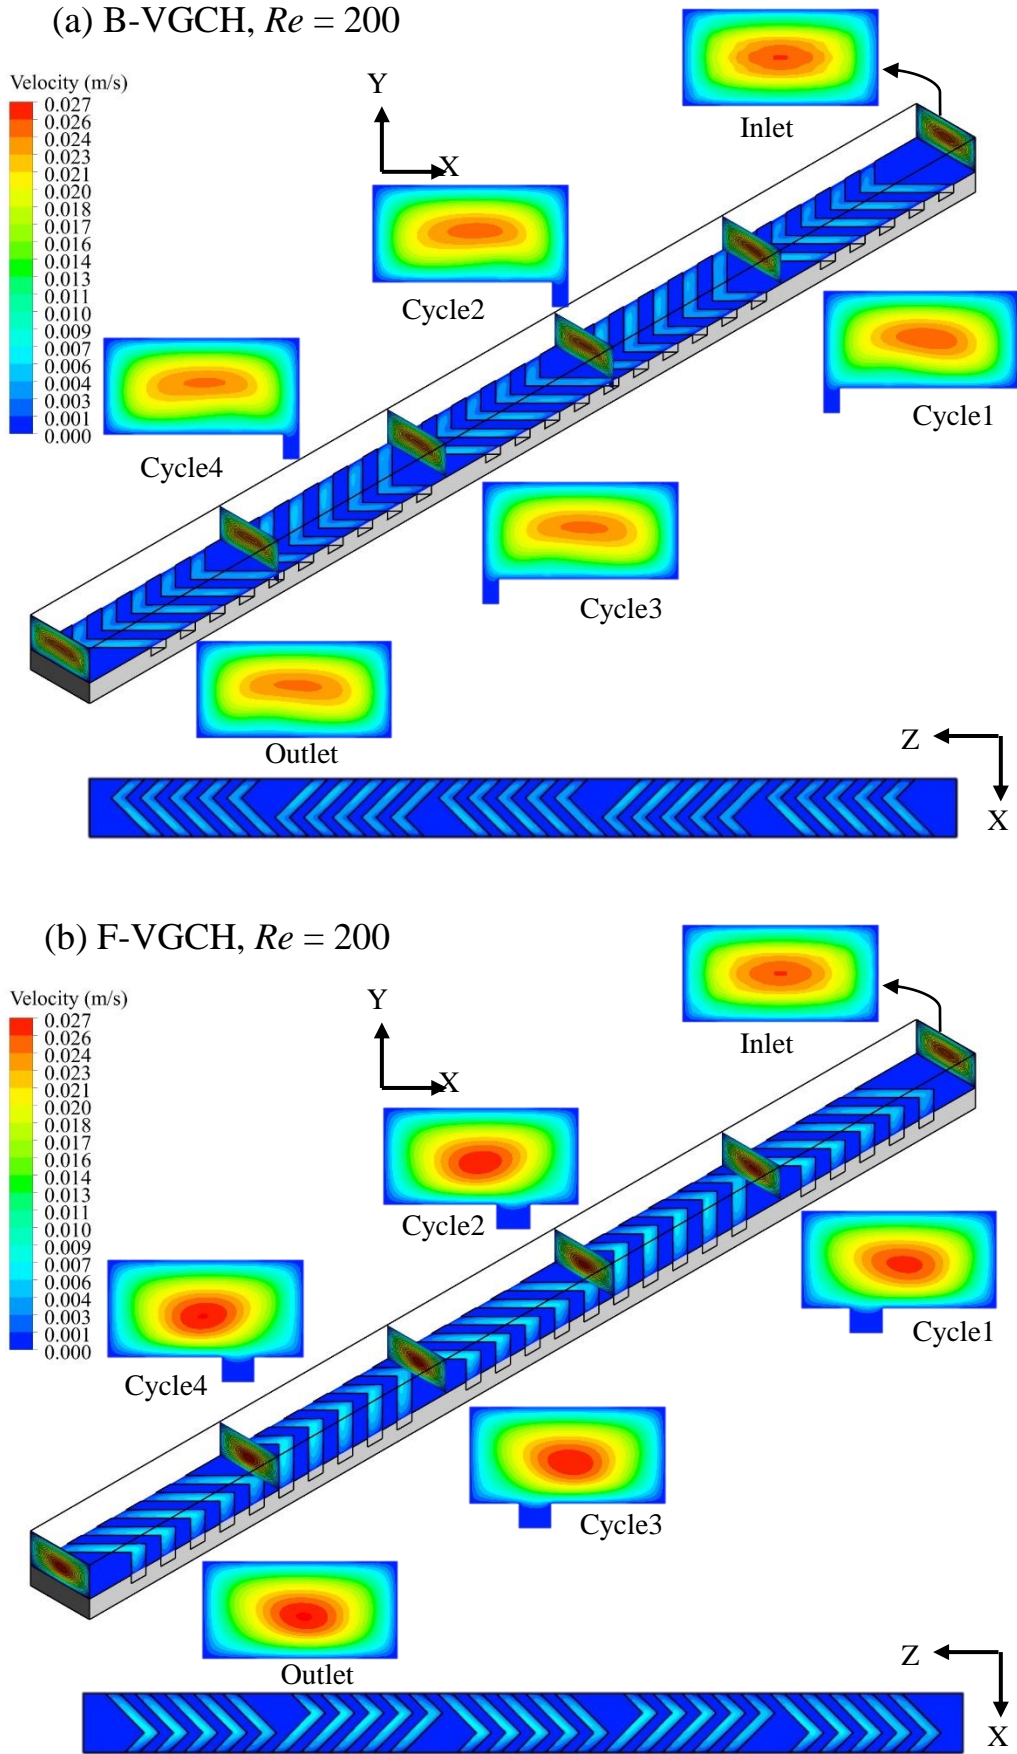 (a) B-VGCH, Re = 200
Velocity (m/s)
0.027
0.026
0.024
0.023
0.021
0.020
0.018
0.017
0.016
0.014
0.013
0.011
0.010
0.009
0.007
0.006
0.004
0.003
0.001
0.000
Y
X
Inlet
Cycle2
Cycle1
Cycle4
Cycle3
Outlet
Z
X
(b) F-VGCH, Re = 200
Velocity (m/s)
0.027
0.026
0.024
0.023
0.021
0.020
0.017
0.016
0.014
0.013
0.011
0.010
0.009
0.007
0.006
0.004
0.003
0.001
0.000
Y
X
Inlet
Cycle2
Cycle1
Cycle4
Cycle3
Outlet
Z
X